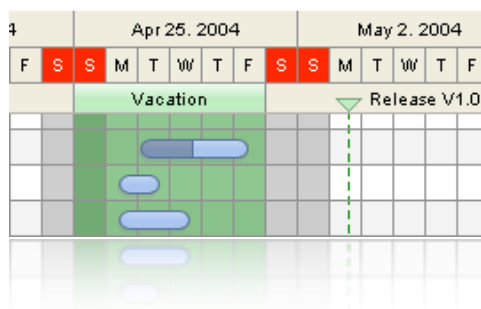 4 Apr 25. 2004 May 2. 2004
F S S M T W T F S S M T W T F
Vacation Release V1.0